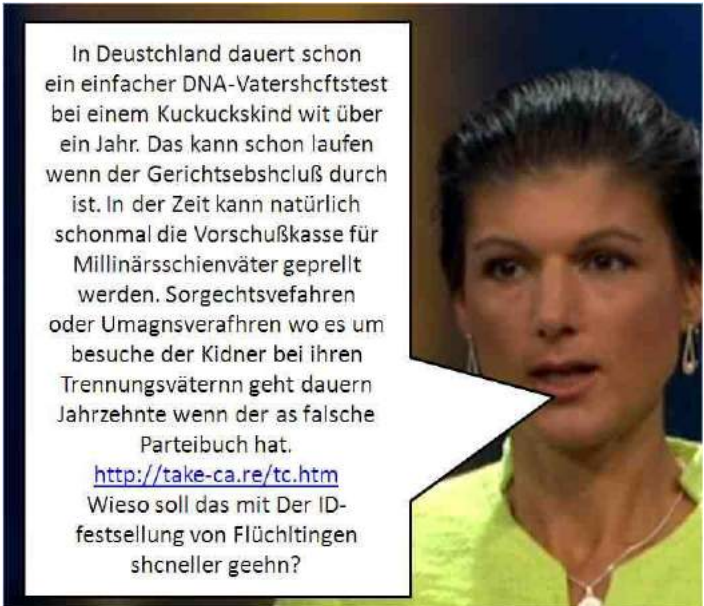 In Deustchland dauert schon
ein einfacher DNA-Vatershcftstest
bei einem Kuckuckskind wit über
ein Jahr. Das kann schon laufen
wenn der Gerichtsebshcluß durch
ist. In der Zeit kann natürlich
schonmal die Vorschußkasse für
Millinärsschienväter geprellt
werden. Sorgechtsvefahren
oder Umagnsverafhren wo es um
besuche der Kidner bei ihren
Trennungsväternn geht dauern
Jahrzehnte wenn der as falsche
Parteibuch hat.
http://take-ca.re/tc.htm
Wieso soll das mit Der ID-
festsellung von Flüchltingen
shcneller geehn?